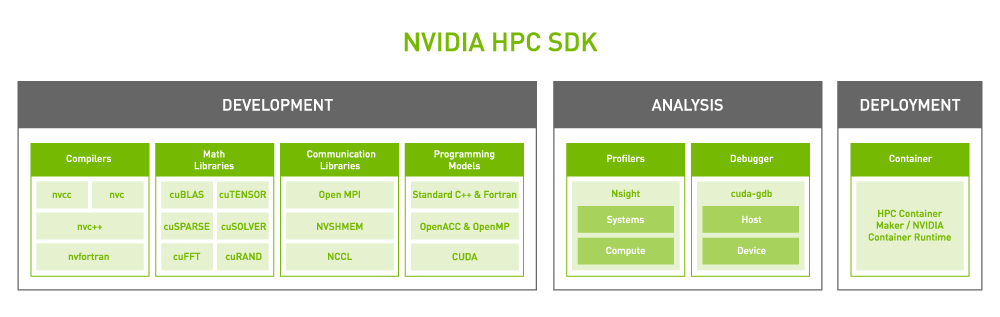 NVIDIA HPC SDK
DEVELOPMENT
Compilers
nvcc
nvc
nvc++
nvfortran
Math
Libraries
cuBLAS
cuTENSOR
cuSPARSE
cuSOLVER
cuFFT
cuRAND
Communication
Libraries
Open MPI
NVSHMEM
NCCL
Programming
Models
Standard C++ & Fortran
OpenACC & OpenMP
CUDA
ANALYSIS
Profilers
Nsight
Systems
Compute
Debugger
cuda-gdb
Host
Device
DEPLOYMENT
Container
HPC Container
Maker / NVIDIA
Container Runtime